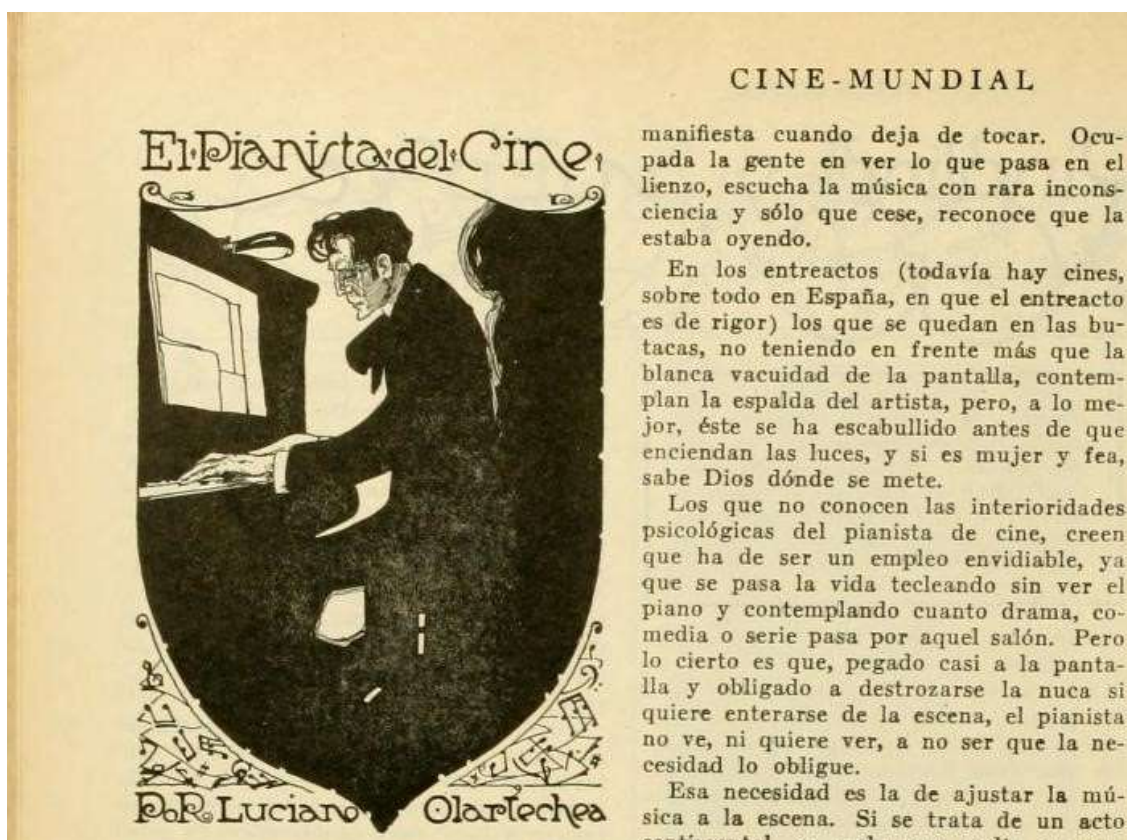 CINE-MUNDIAL
El Pianista del Cine
Por Luciano Olartechea
manifiesta cuando deja de tocar. Ocu-
pada la gente en ver lo que pasa en el
lienzo, escucha la música con rara incons-
ciencia y sólo que cese, reconoce que la
estaba oyendo.
En los entreactos (todavía hay cines,
sobre todo en España, en que el entreacto
es de rigor) los que se quedan en las bu-
tacas, no teniendo en frente más que la
blanca vacuidad de la pantalla, contem-
plan la espalda del artista, pero, a lo me-
jor, éste se ha escabullido antes de que
enciendan las luces, y si es mujer y fea,
sabe Dios dónde se mete.
Los que no conocen las interioridades
psicológicas del pianista de cine, creen
que ha de ser un empleo envidiable, ya
que se pasa la vida tecleando sin ver el
piano y contemplando cuanto drama, co-
media o serie pasa por aquel salón. Pero
lo cierto es que, pegado casi a la panta-
lla y obligado a destrozarse la nuca si
quiere enterarse de la escena, el pianista
no ve, ni quiere ver, a no ser que la ne-
cesidad lo obligue.
Esa necesidad es la de ajustar la mú-
sica a la escena. Si se trata de un acto